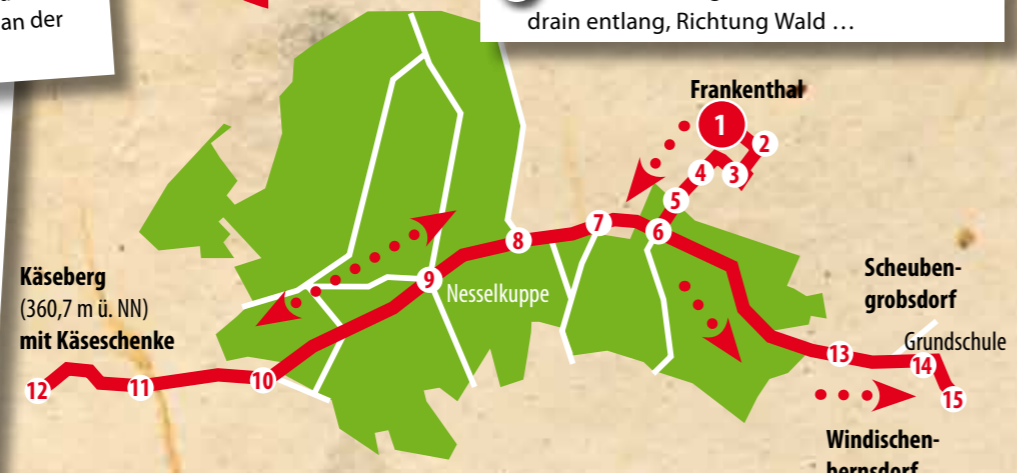 an der
drain entlang, Richtung Wald …
Frankenthal
1
2
3
4
5
6
7
8
9
Nesselkuppe
Käseberg
(360,7 m ü. NN)
mit Käseschenke
10
11
12
Scheuben-
grobsdorf
Grundschule
13
14
15
Windischen-
bernsdorf